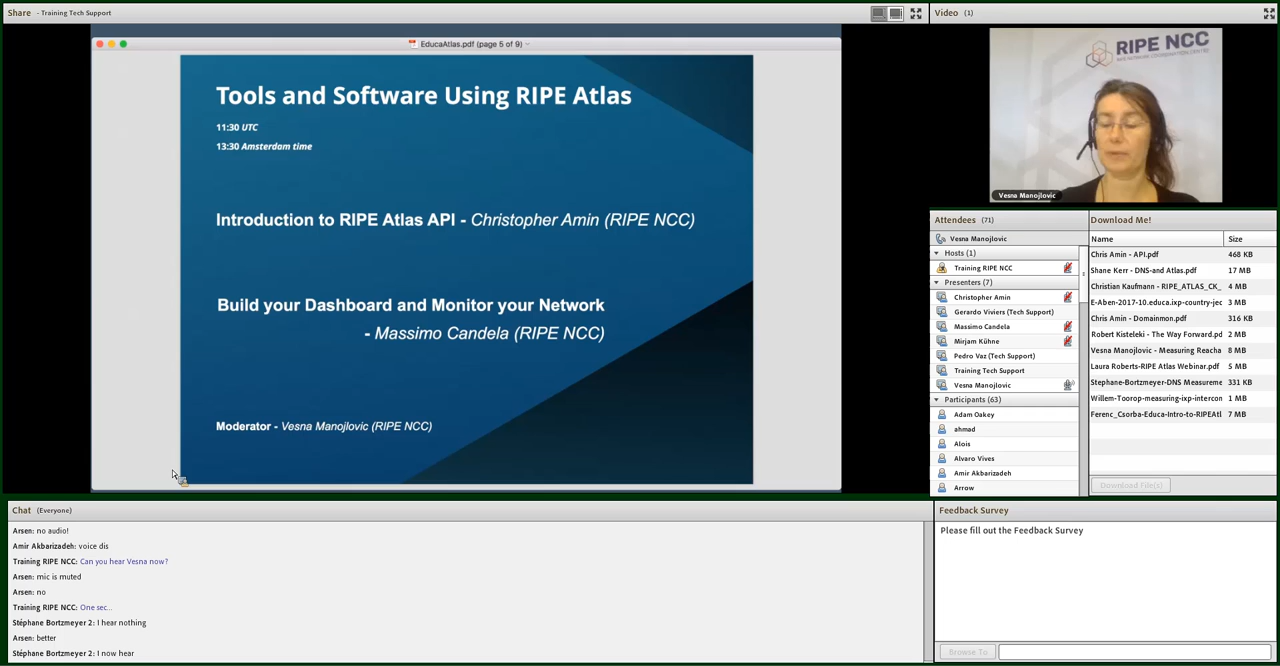 Share - Training Tech Support
EducaAtlas.pdf (page 5 of 9)
Tools and Software Using RIPE Atlas
11:30 UTC
13:30 Amsterdam time
Introduction to RIPE Atlas API - Christopher Amin (RIPE NCC)
Build your Dashboard and Monitor your Network
- Massimo Candela (RIPE NCC)
Moderator - Vesna Manojlovic (RIPE NCC)
Video (1)
RIPE NCC
RIPE NETWORK COORDINATION CENTRE
Vesna Manojlovic
Attendees (71)
Vesna Manojlovic
Hosts (1)
Training RIPE NCC
Presenters (7)
Christopher Amin
Gerardo Viviers (Tech Support)
Massimo Candela
Mirjam Kühne
Pedro Vaz (Tech Support)
Training Tech Support
Vesna Manojlovic
Participants (63)
Adam Oakey
ahmad
Alois
Alvaro Vives
Amir Akbarizadeh
Arrow
Download Me!
Name Size
Chris Amin - API.pdf 468 KB
Shane Kerr - DNS-and Atlas.pdf 17 MB
Christian Kaufmann - RIPE_ATLAS_CK_ 4 MB
E-Aben-2017-10.educa.ixp-country-jec 3 MB
Chris Amin - Domainmon.pdf 316 KB
Robert Kisteleki - The Way Forward.pd 2 MB
Vesna Manojlovic - Measuring Reacha 8 MB
Laura Roberts-RIPE Atlas Webinar.pdf 5 MB
Stephane-Bortzmeyer-DNS Measureme 331 KB
Willem-Toorop-measuring-ixp-intercon 1 MB
Ferenc_Csorba-Educa-Intro-to-RIPEAtl 7 MB
Download File(s)
Chat (Everyone)
Arsen: no audio!
Amir Akbarizadeh: voice dis
Training RIPE NCC: Can you hear Vesna now?
Arsen: mic is muted
Arsen: no
Training RIPE NCC: One sec...
Stéphane Bortzmeyer 2: I hear nothing
Arsen: better
Stéphane Bortzmeyer 2: I now hear
Feedback Survey
Please fill out the Feedback Survey
Browse To